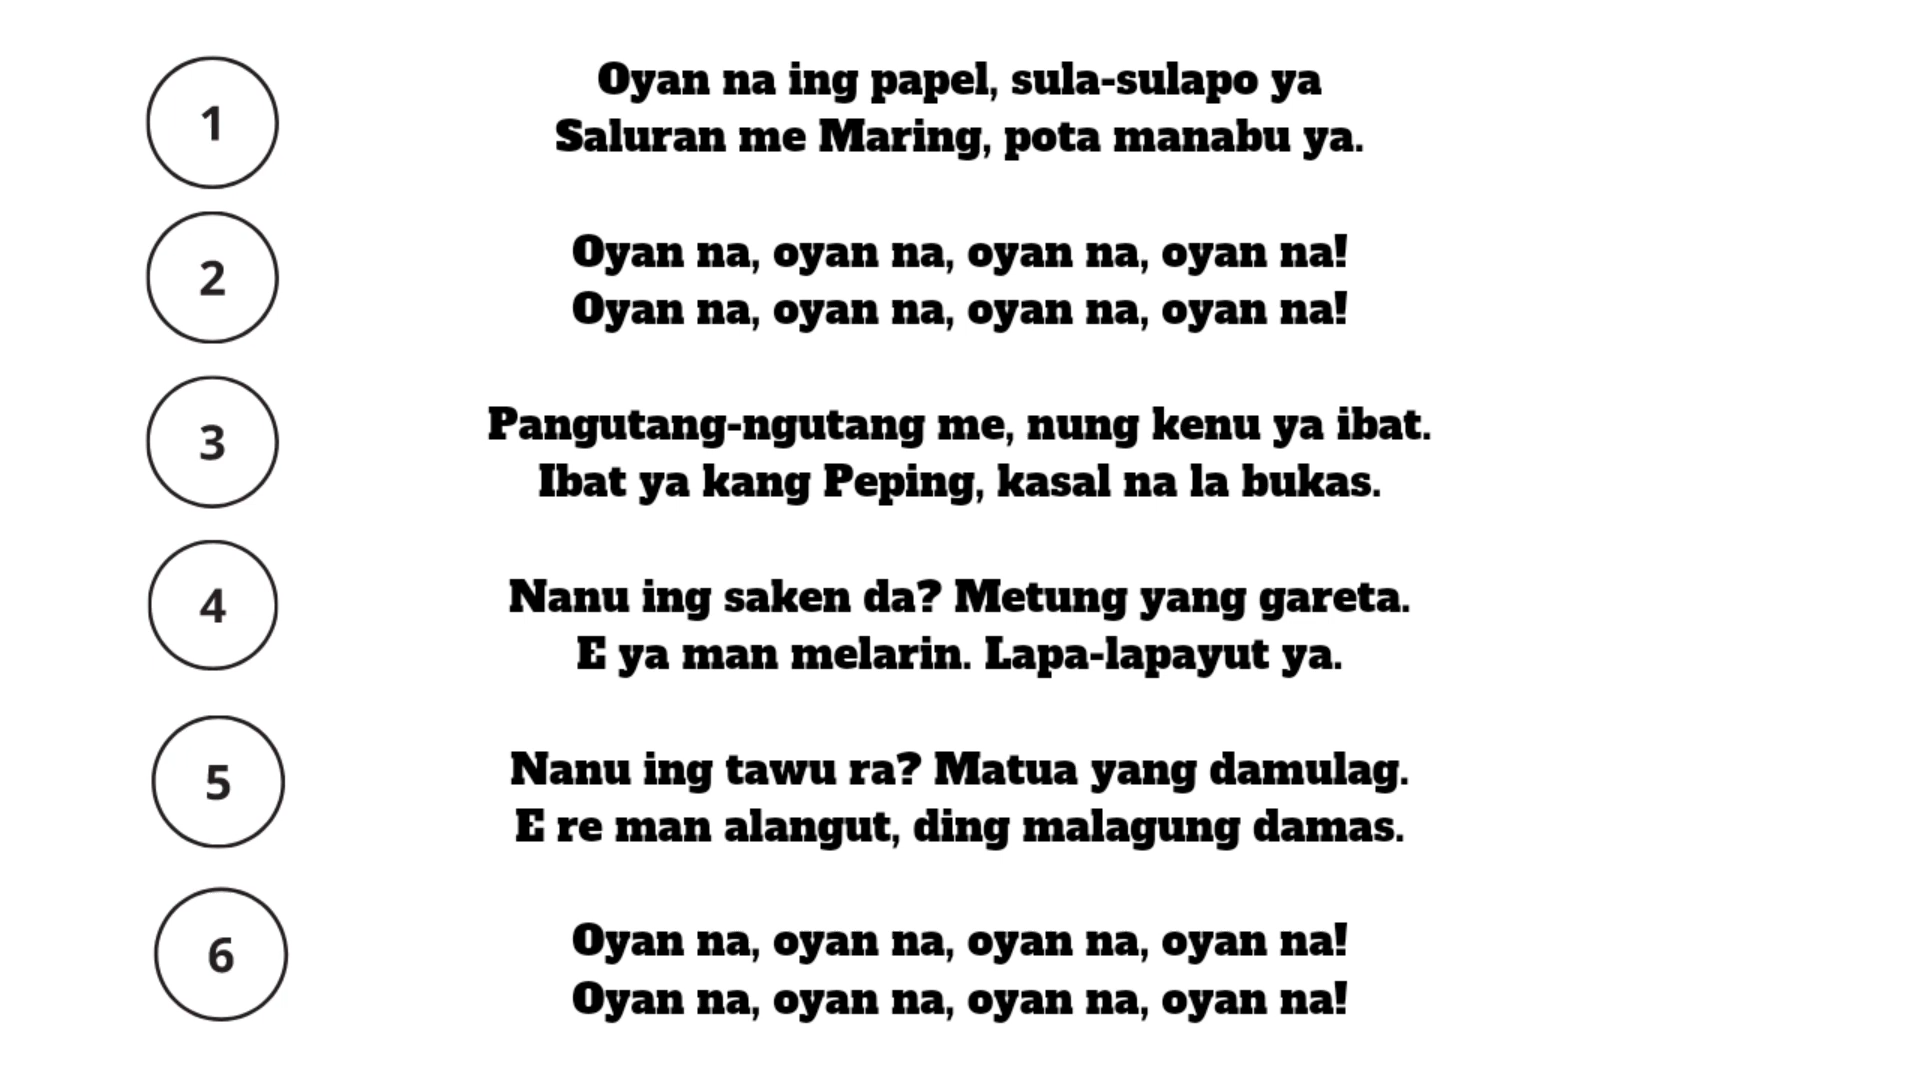 1
Oyan na ing papel, sula-sulapo ya
Saluran me Maring, pota manabu ya.
2
Oyan na, oyan na, oyan na, oyan na!
Oyan na, oyan na, oyan na, oyan na!
3
Pangutang-ngutang me, nung kenu ya ibat.
Ibat ya kang Peping, kasal na la bukas.
4
Nanu ing saken da? Metung yang gareta.
E ya man melarin. Lapa-lapayut ya.
5
Nanu ing tawu ra? Matua yang damulag.
E re man alangut, ding malagung damas.
6
Oyan na, oyan na, oyan na, oyan na!
Oyan na, oyan na, oyan na, oyan na!